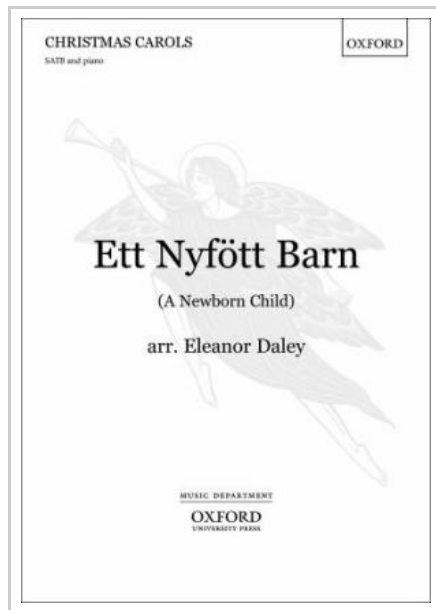 CHRISTMAS CAROLS
SATB and piano
OXFORD
Ett Nyfött Barn
(A Newborn Child)
arr. Eleanor Daley
MUSIC DEPARTMENT
OXFORD
UNIVERSITY PRESS